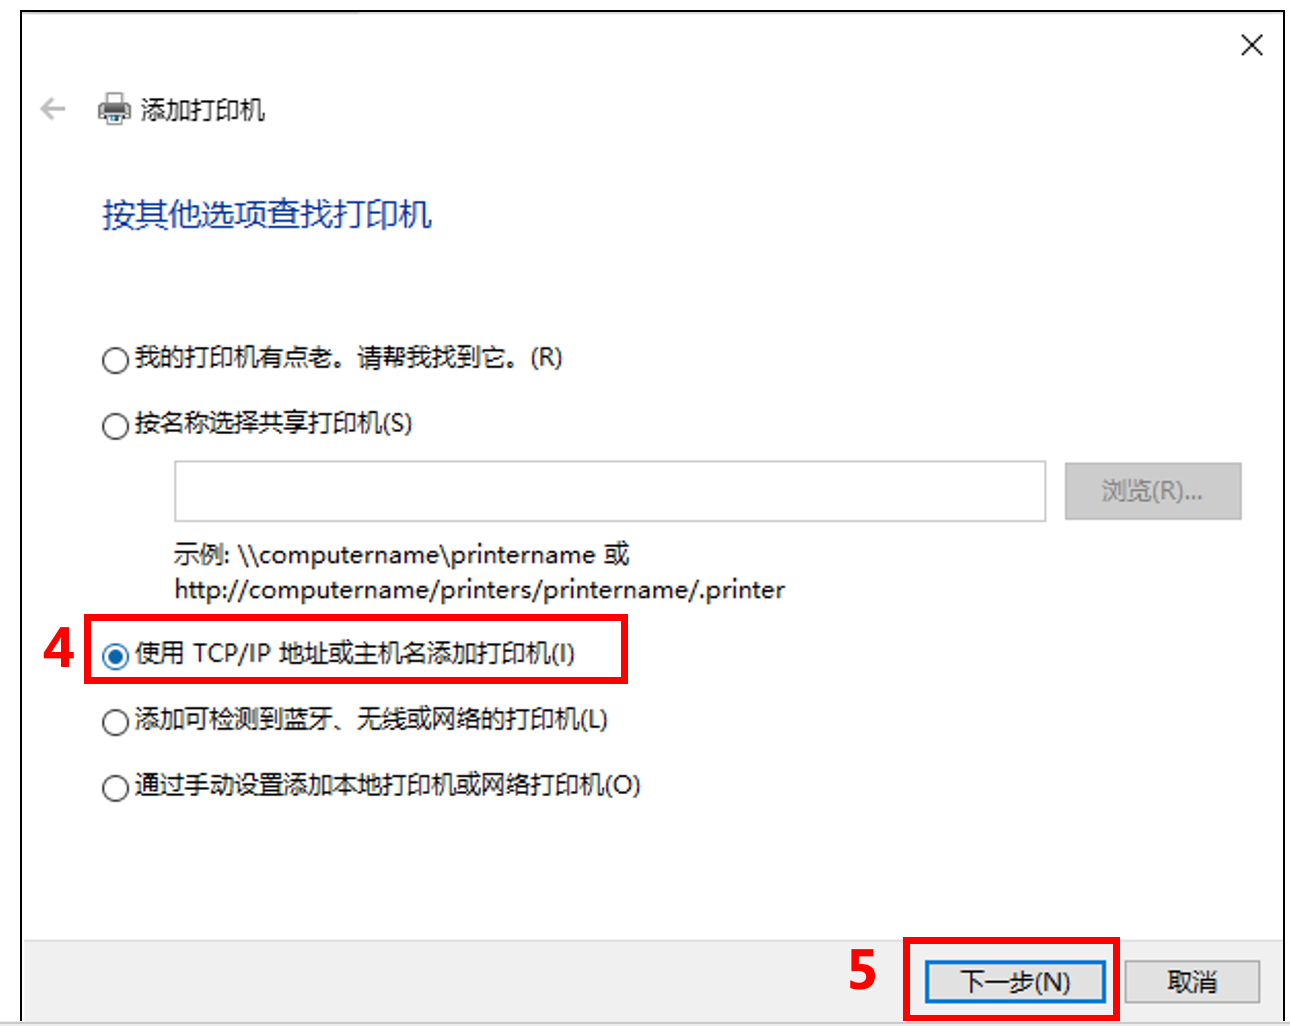 添加打印机
按其他选项查找打印机
我的打印机有点老。请帮我找到它。(R)
按名称选择共享打印机(S)
浏览(R)...
示例: \\computername\printername 或
http://computername/printers/printername/.printer
4
使用 TCP/IP 地址或主机名添加打印机(I)
添加可检测到蓝牙、无线或网络的打印机(L)
通过手动设置添加本地打印机或网络打印机(O)
5
下一步(N)
取消